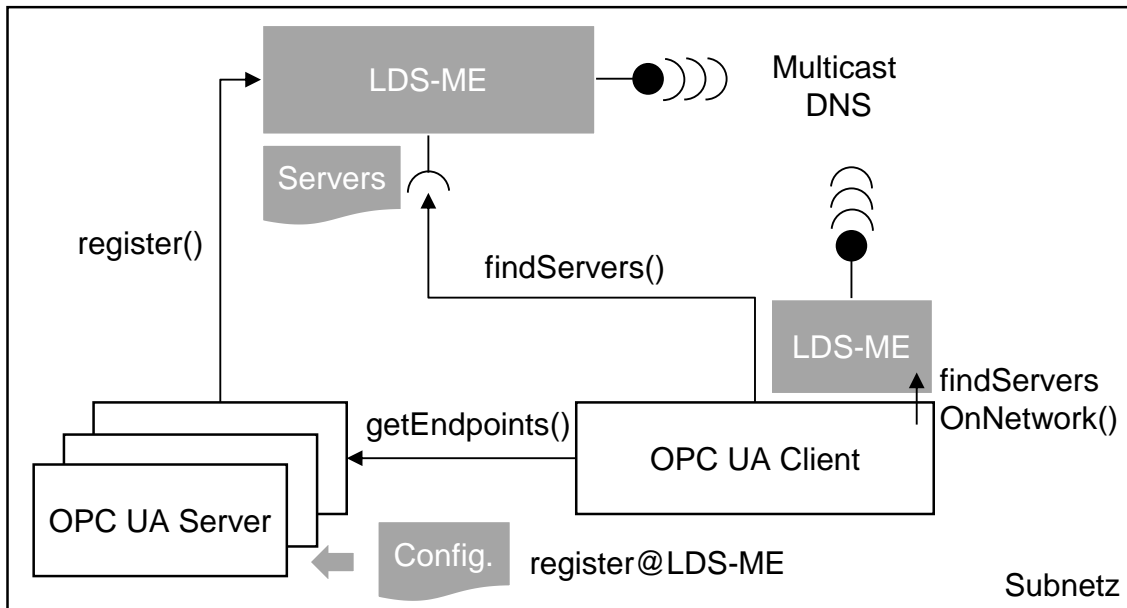 LDS-ME
Multicast
DNS
Servers
register()
findServers()
LDS-ME
findServers
OnNetwork()
getEndpoints()
OPC UA Client
OPC UA Server
Config.
register@LDS-ME
Subnetz